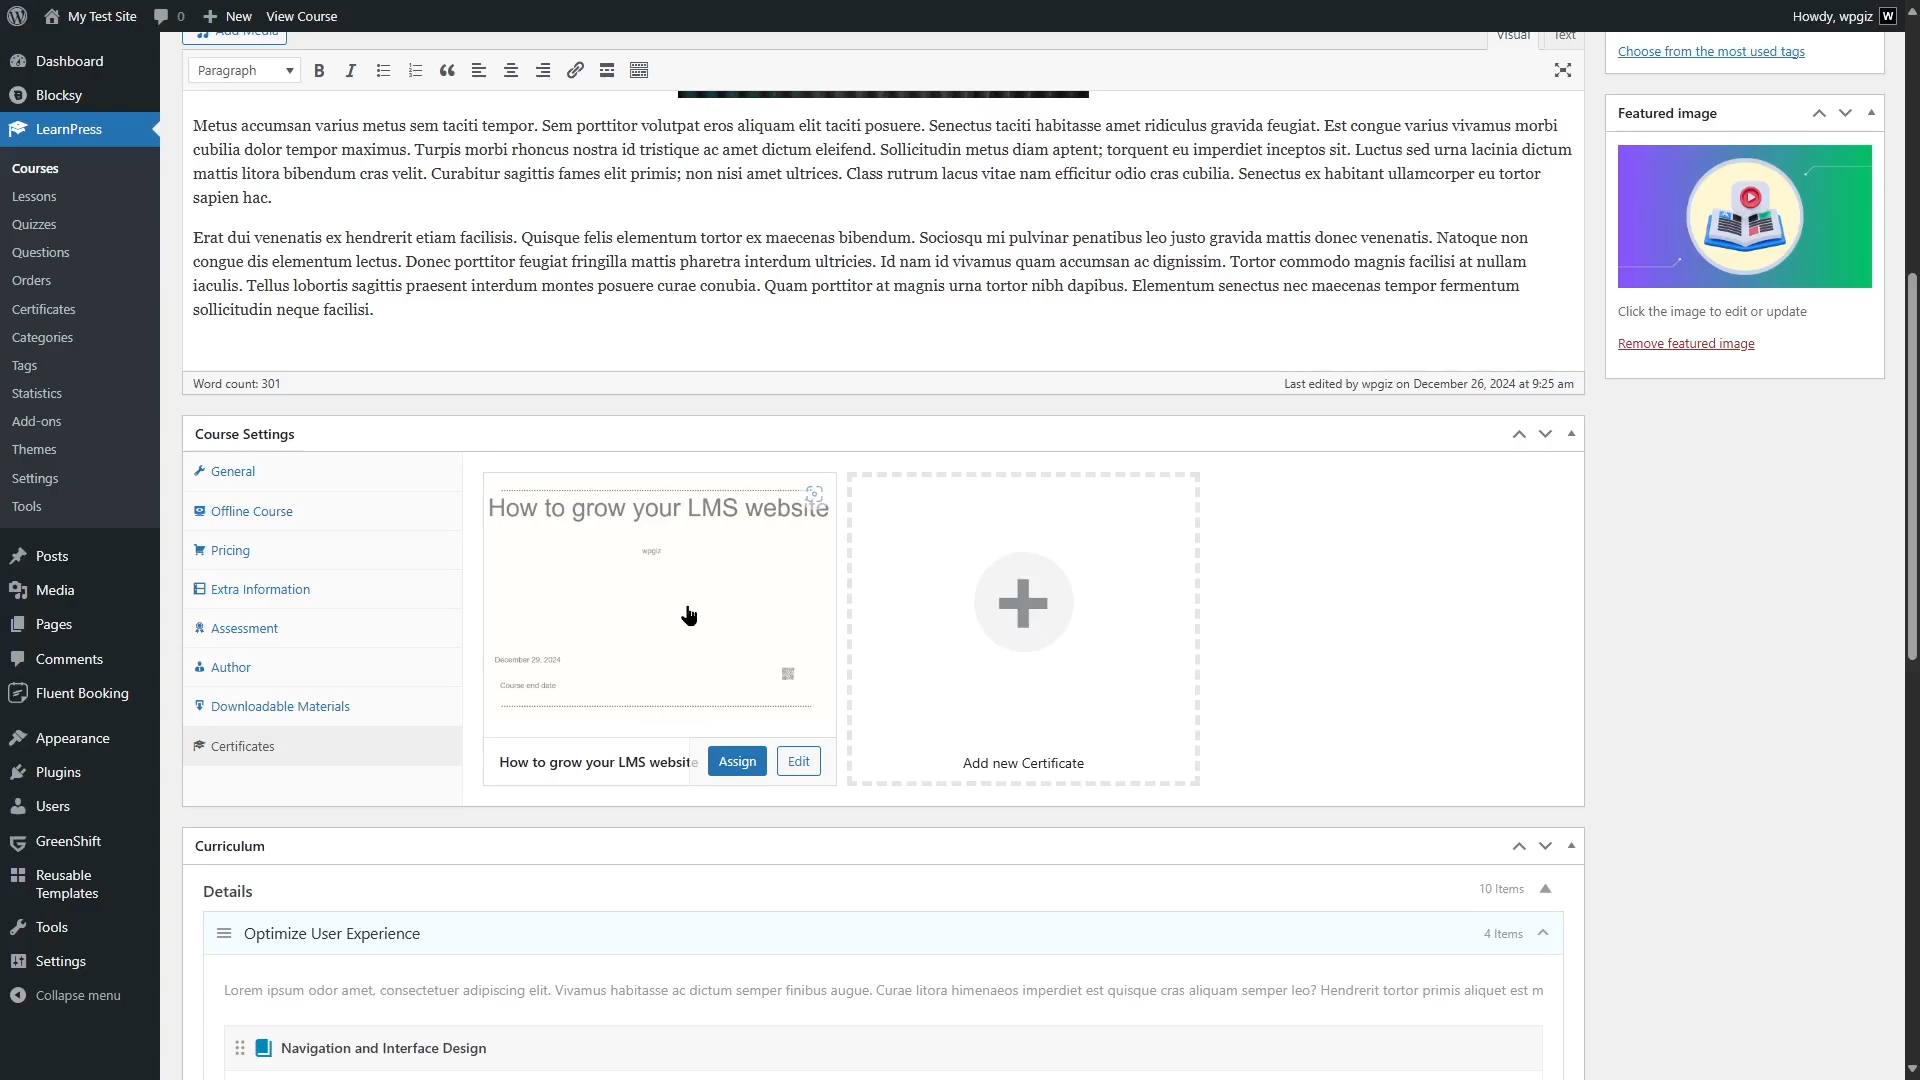 My Test Site
0
New
View Course
Howdy, wpgiz
Dashboard
Blocksy
LearnPress
Courses
Lessons
Quizzes
Questions
Orders
Certificates
Categories
Tags
Statistics
Add-ons
Themes
Settings
Tools
Posts
Media
Pages
Comments
Fluent Booking
Appearance
Plugins
Users
GreenShift
Reusable
Templates
Tools
Settings
Collapse menu
Add Media
Visual
Text
Paragraph
Metus accumsan varius metus sem taciti tempor. Sem porttitor volutpat eros aliquam elit taciti posuere. Senectus taciti habitasse amet ridiculus gravida feugiat. Est congue varius vivamus morbi
cubilia dolor tempor maximus. Turpis morbi rhoncus nostra id tristique ac amet dictum eleifend. Sollicitudin metus diam aptent; torquent eu imperdiet inceptos sit. Luctus sed urna lacinia dictum
mattis litora bibendum cras velit. Curabitur sagittis fames elit primis; non nisi amet ultrices. Class rutrum lacus vitae nam efficitur odio cras cubilia. Senectus ex habitant ullamcorper eu tortor
sapien hac.
Erat dui venenatis ex hendrerit etiam facilisis. Quisque felis elementum tortor ex maecenas bibendum. Sociosqu mi pulvinar penatibus leo justo gravida mattis donec venenatis. Natoque non
congue dis elementum lectus. Donec porttitor feugiat fringilla mattis pharetra interdum ultricies. Id nam id vivamus quam accumsan ac dignissim. Tortor commodo magnis facilisi at nullam
iaculis. Tellus lobortis sagittis praesent interdum montes posuere curae conubia. Quam porttitor at magnis urna tortor nibh dapibus. Elementum senectus nec maecenas tempor fermentum
sollicitudin neque facilisi.
Word count: 301
Last edited by wpgiz on December 26, 2024 at 9:25 am
Course Settings
General
Offline Course
Pricing
Extra Information
Assessment
Author
Downloadable Materials
Certificates
How to grow your LMS website
wpgiz
December 29, 2024
Course end date
How to grow your LMS website
Assign
Edit
Add new Certificate
Curriculum
Details
10 Items
Optimize User Experience
4 Items
Lorem ipsum odor amet, consectetuer adipiscing elit. Vivamus habitasse ac dictum semper finibus augue. Curae litora himenaeos imperdiet est quisque cras aliquam semper leo? Hendrerit tortor primis aliquet est m
Navigation and Interface Design
Choose from the most used tags
Featured image
Click the image to edit or update
Remove featured image